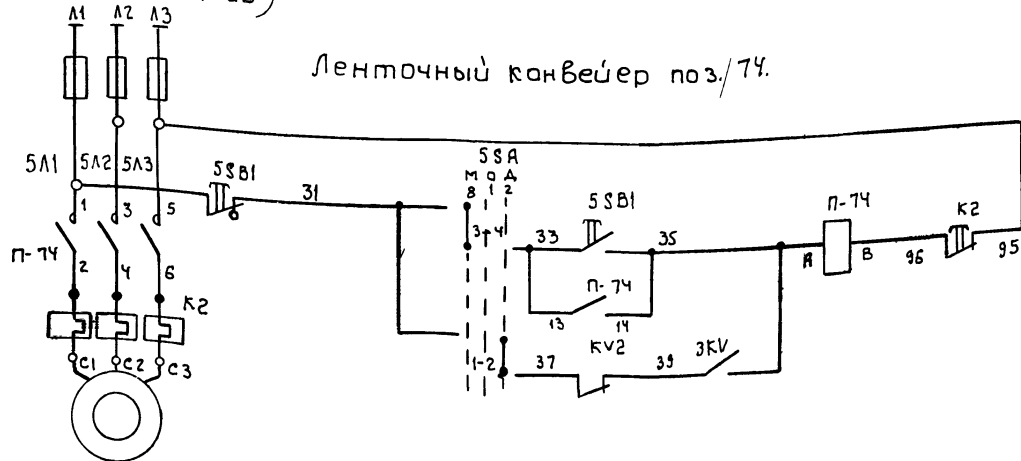 Л1 Л2 Л3
Ленточный конвейер поз./74.
5Л1 5Л2 5Л3
5SB1
31
5SA
М О Д
8 1 2
3-4
33
5SB1
35
П-74
А
В
96
К2
95
1 3 5
П-74
2 4 6
П-74
13 14
К2
1-2
37
KV2
39
3KV
С1 С2 С3